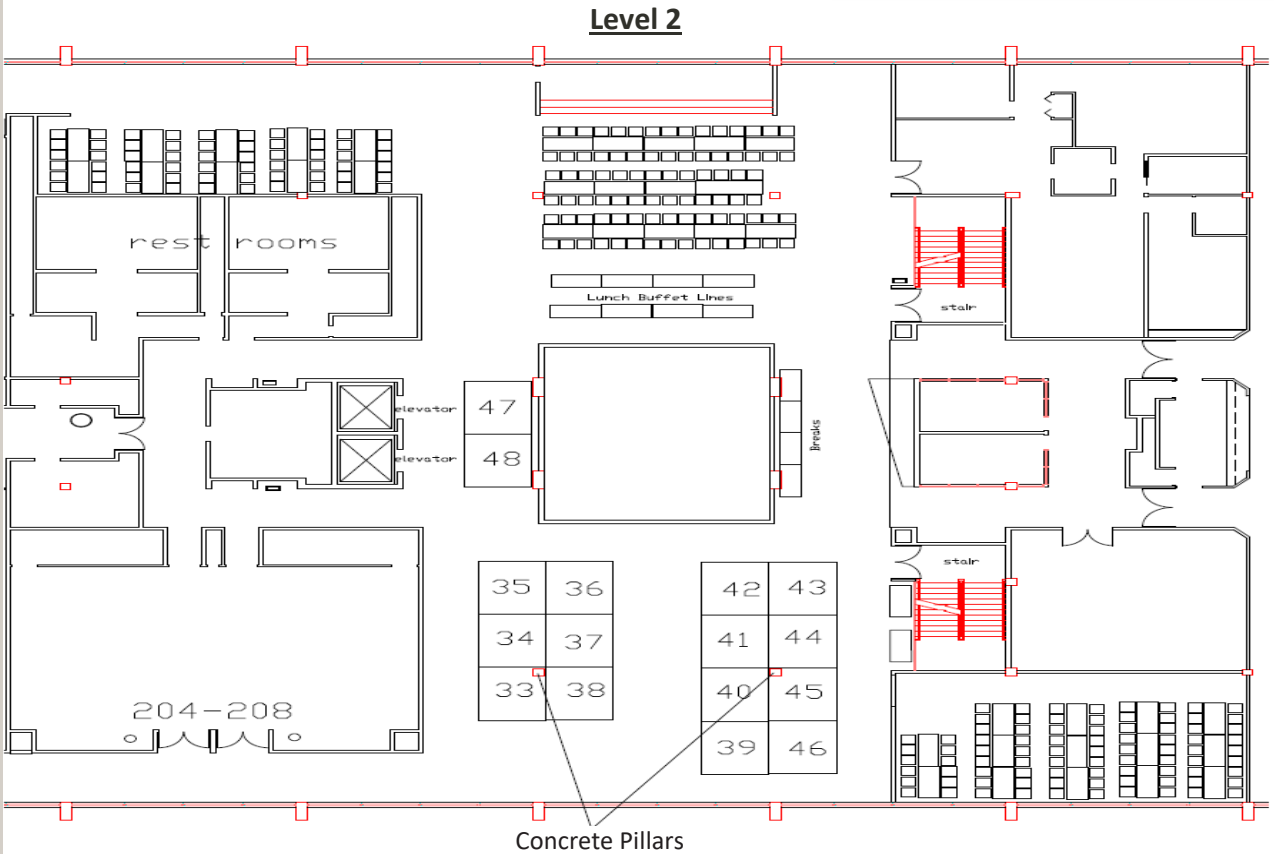 Level 2
rest rooms
Lunch Buffet Lines
stair
elevator
47
elevator
48
Breaks
stair
35 36
42 43
34 37
41 44
33 38
40 45
204-208
39 46
Concrete Pillars